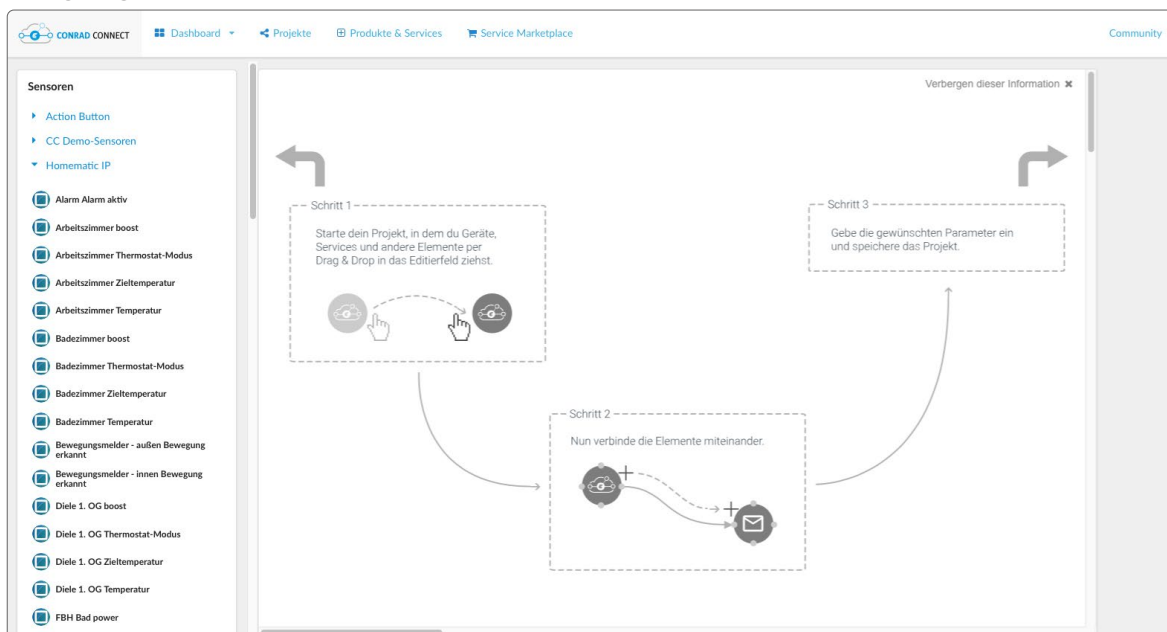 CONRAD CONNECT Dashboard Projekte Produkte & Services Service Marketplace Community
Sensoren
Action Button
CC Demo-Sensoren
Homematic IP
Alarm Alarm aktiv
Arbeitszimmer boost
Arbeitszimmer Thermostat-Modus
Arbeitszimmer Zieltemperatur
Arbeitszimmer Temperatur
Badezimmer boost
Badezimmer Thermostat-Modus
Badezimmer Zieltemperatur
Badezimmer Temperatur
Bewegungsmelder - außen Bewegung
erkannt
Bewegungsmelder - innen Bewegung
erkannt
Diele 1. OG boost
Diele 1. OG Thermostat-Modus
Diele 1. OG Zieltemperatur
Diele 1. OG Temperatur
FBH Bad power
Verbergen dieser Information
Schritt 1
Starte dein Projekt, in dem du Geräte,
Services und andere Elemente per
Drag & Drop in das Editierfeld ziehst.
Schritt 2
Nun verbinde die Elemente miteinander.
Schritt 3
Gebe die gewünschten Parameter ein
und speichere das Projekt.